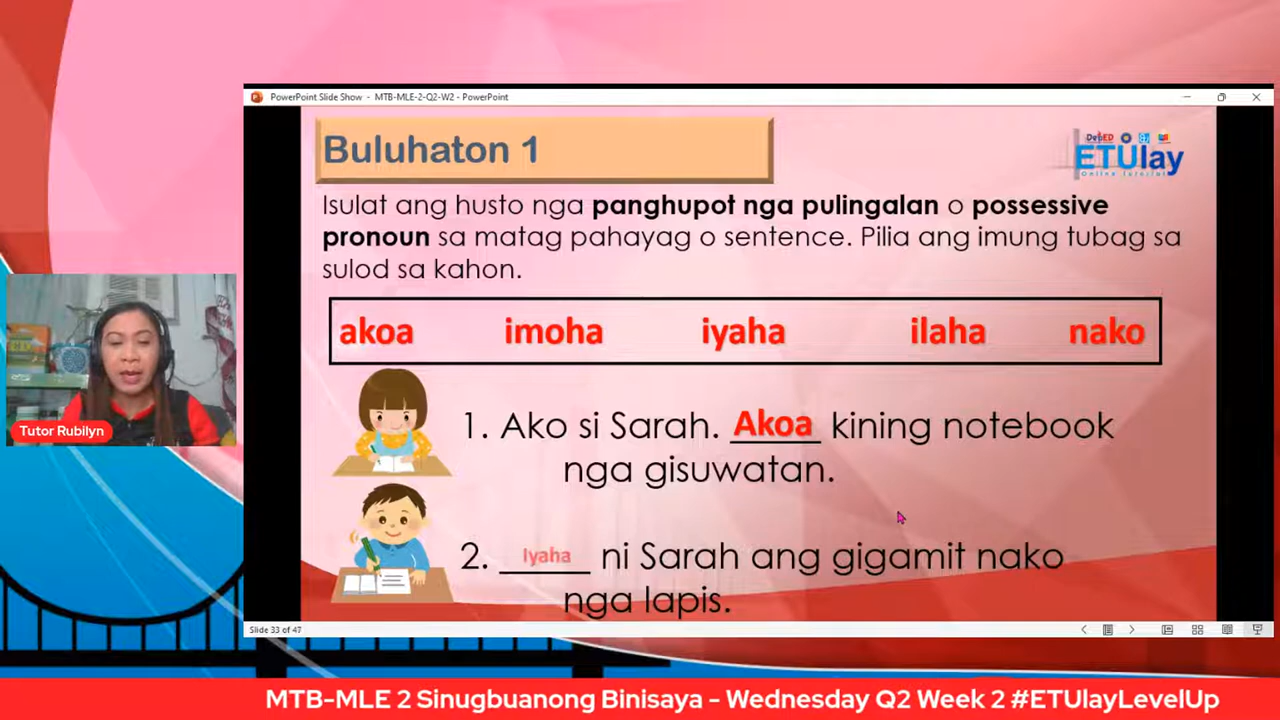 PowerPoint Slide Show - MTB-MLE-2-Q2-W2 - PowerPoint
Buluhaton 1
DepED
ETUlay
Online Tutorial
Isulat ang husto nga panghupot nga pulingalan o possessive
pronoun sa matag pahayag o sentence. Pilia ang imung tubag sa
sulod sa kahon.
akoa imoha iyaha ilaha nako
1. Ako si Sarah. Akoa kining notebook
nga gisuwatan.
2. Iyaha ni Sarah ang gigamit nako
nga lapis.
Tutor Rubilyn
Slide 33 of 47
MTB-MLE 2 Sinugbuanong Binisaya - Wednesday Q2 Week 2 #ETUlayLevelUp